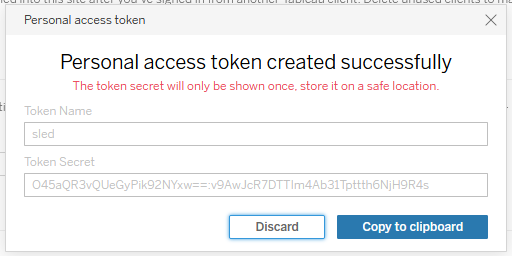 into this site after you've signed in from another Tableau client. Delete unused clients to
Personal access token
Personal access token created successfully
The token secret will only be shown once, store it on a safe location.
Token Name
sled
Token Secret
O45aQR3vQUeGyPik92NYxw==:v9AwJcR7DTTIm4Ab31Tpttth6NjH9R4s
Discard
Copy to clipboard